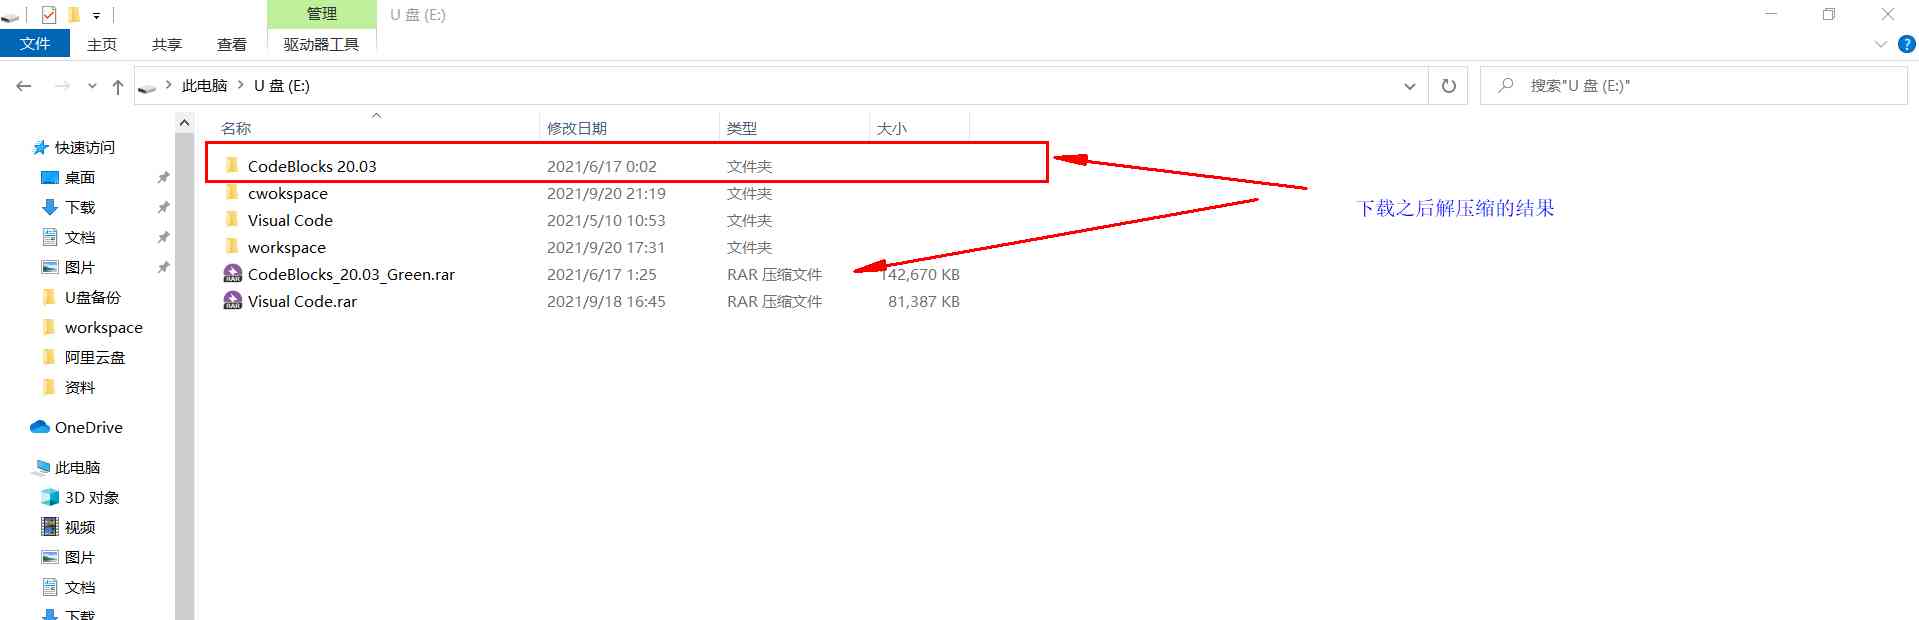 管理
U 盘 (E:)
文件
主页
共享
查看
驱动器工具
此电脑
U 盘 (E:)
搜索"U 盘 (E:)"
名称
修改日期
类型
大小
快速访问
桌面
下载
文档
图片
U盘备份
workspace
阿里云盘
资料
OneDrive
此电脑
3D 对象
视频
图片
文档
下载
CodeBlocks 20.03 2021/6/17 0:02 文件夹
cwokspace 2021/9/20 21:19 文件夹
Visual Code 2021/5/10 10:53 文件夹
workspace 2021/9/20 17:31 文件夹
CodeBlocks_20.03_Green.rar 2021/6/17 1:25 RAR 压缩文件 142,670 KB
Visual Code.rar 2021/9/18 16:45 RAR 压缩文件 81,387 KB
下载之后解压缩的结果